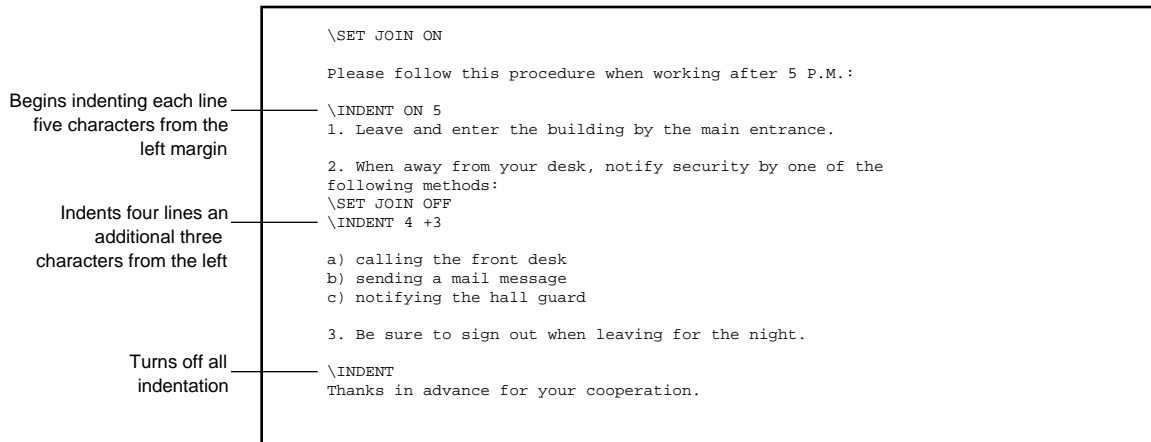 \SET JOIN ON
Please follow this procedure when working after 5 P.M.:
Begins indenting each line
five characters from the
left margin
\INDENT ON 5
1. Leave and enter the building by the main entrance.
2. When away from your desk, notify security by one of the
following methods:
\SET JOIN OFF
Indents four lines an
additional three
characters from the left
\INDENT 4 +3
a) calling the front desk
b) sending a mail message
c) notifying the hall guard
3. Be sure to sign out when leaving for the night.
Turns off all
indentation
\INDENT
Thanks in advance for your cooperation.